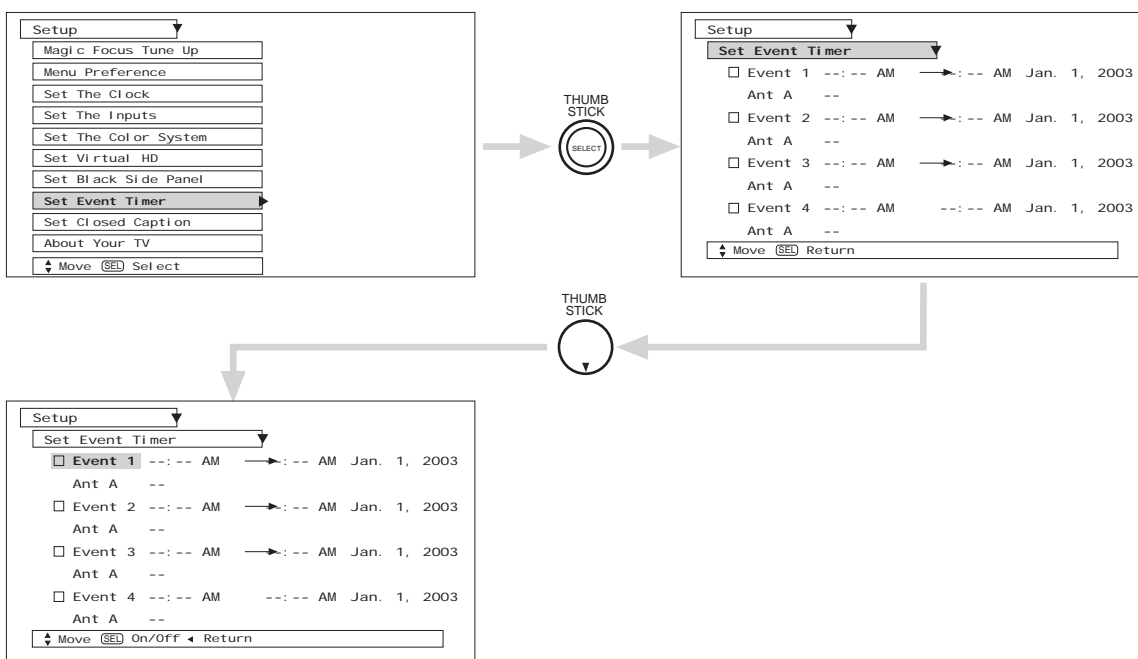 Setup
Magic Focus Tune Up
Menu Preference
Set The Clock
Set The Inputs
Set The Color System
Set Virtual HD
Set Black Side Panel
Set Event Timer
Set Closed Caption
About Your TV
Move SEL Select
THUMB
STICK
SELECT
Setup
Set Event Timer
Event 1 --:-- AM -:-- AM Jan. 1, 2003
Ant A --
Event 2 --:-- AM -:-- AM Jan. 1, 2003
Ant A --
Event 3 --:-- AM -:-- AM Jan. 1, 2003
Ant A --
Event 4 --:-- AM --:-- AM Jan. 1, 2003
Ant A --
Move SEL Return
THUMB
STICK
Setup
Set Event Timer
Event 1 --:-- AM -:-- AM Jan. 1, 2003
Ant A --
Event 2 --:-- AM -:-- AM Jan. 1, 2003
Ant A --
Event 3 --:-- AM -:-- AM Jan. 1, 2003
Ant A --
Event 4 --:-- AM --:-- AM Jan. 1, 2003
Ant A --
Move SEL On/Off Return